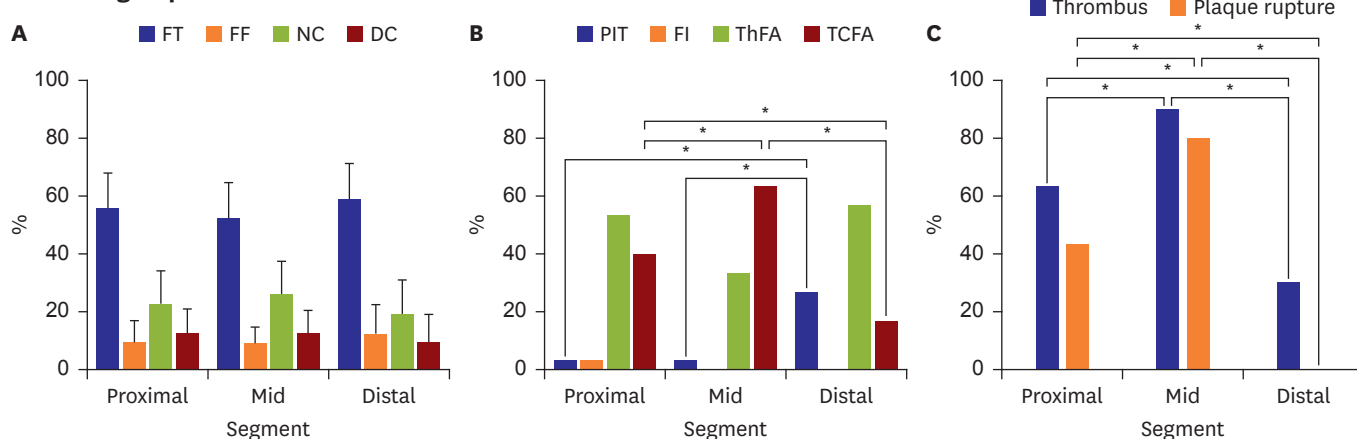 Thrombus Plaque rupture
A FT FF NC DC
B PIT FI ThFA TCFA
C
100
80
60
40
20
0
%
Proximal Mid Distal
Segment
100
80
60
40
20
0
%
* * * * *
Proximal Mid Distal
Segment
100
80
60
40
20
0
%
* * * * * *
Proximal Mid Distal
Segment